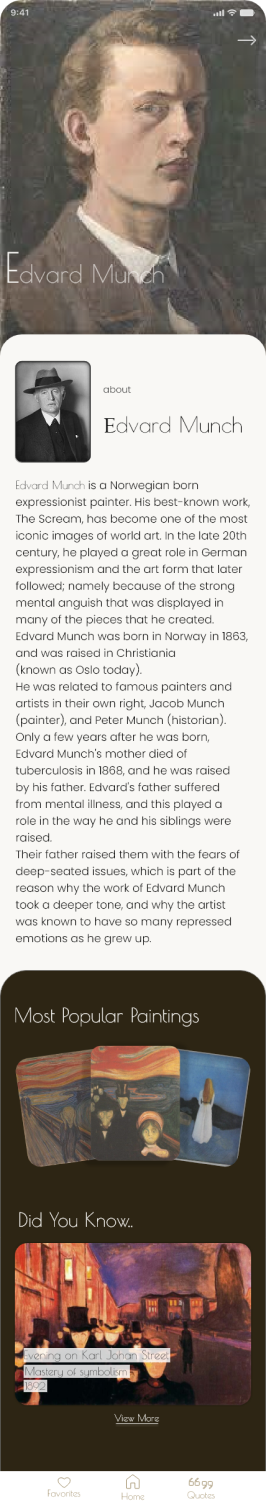 9:41
Edvard Munch
about
Edvard Munch
Edvard Munch is a Norwegian born
expressionist painter. His best-known work,
The Scream, has become one of the most
iconic images of world art. In the late 20th
century, he played a great role in German
expressionism and the art form that later
followed; namely because of the strong
mental anguish that was displayed in
many of the pieces that he created.
Edvard Munch was born in Norway in 1863,
and was raised in Christiania
(known as Oslo today).
He was related to famous painters and
artists in their own right, Jacob Munch
(painter), and Peter Munch (historian).
Only a few years after he was born,
Edvard Munch's mother died of
tuberculosis in 1868, and he was raised
by his father. Edvard's father suffered
from mental illness, and this played a
role in the way he and his siblings were
raised.
Their father raised them with the fears of
deep-seated issues, which is part of the
reason why the work of Edvard Munch
took a deeper tone, and why the artist
was known to have so many repressed
emotions as he grew up.
Most Popular Paintings
Did You Know..
Evening on Karl Johan Street
Mastery of symbolism
1892
View More
Favorites
Home
Quotes